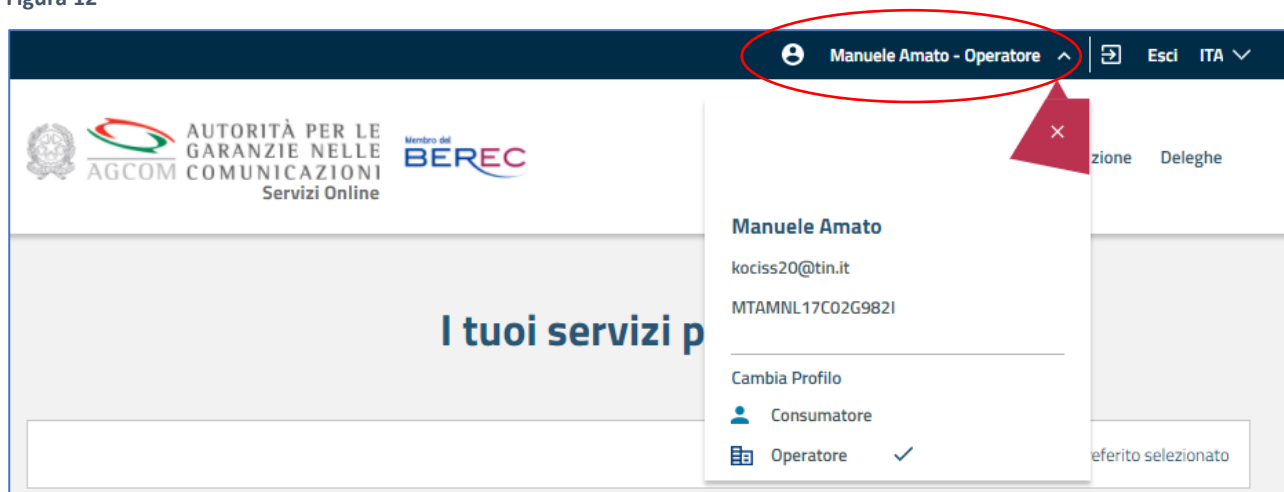 Figura 12
Manuele Amato - Operatore
Esci
ITA
AUTORITÀ PER LE
GARANZIE NELLE
COMUNICAZIONI
Servizi Online
AGCOM
Membro del
BEREC
zione
Deleghe
Manuele Amato
kociss20@tin.it
MTAMNL17C02G982I
I tuoi servizi p
Cambia Profilo
Consumatore
Operatore
eferito selezionato